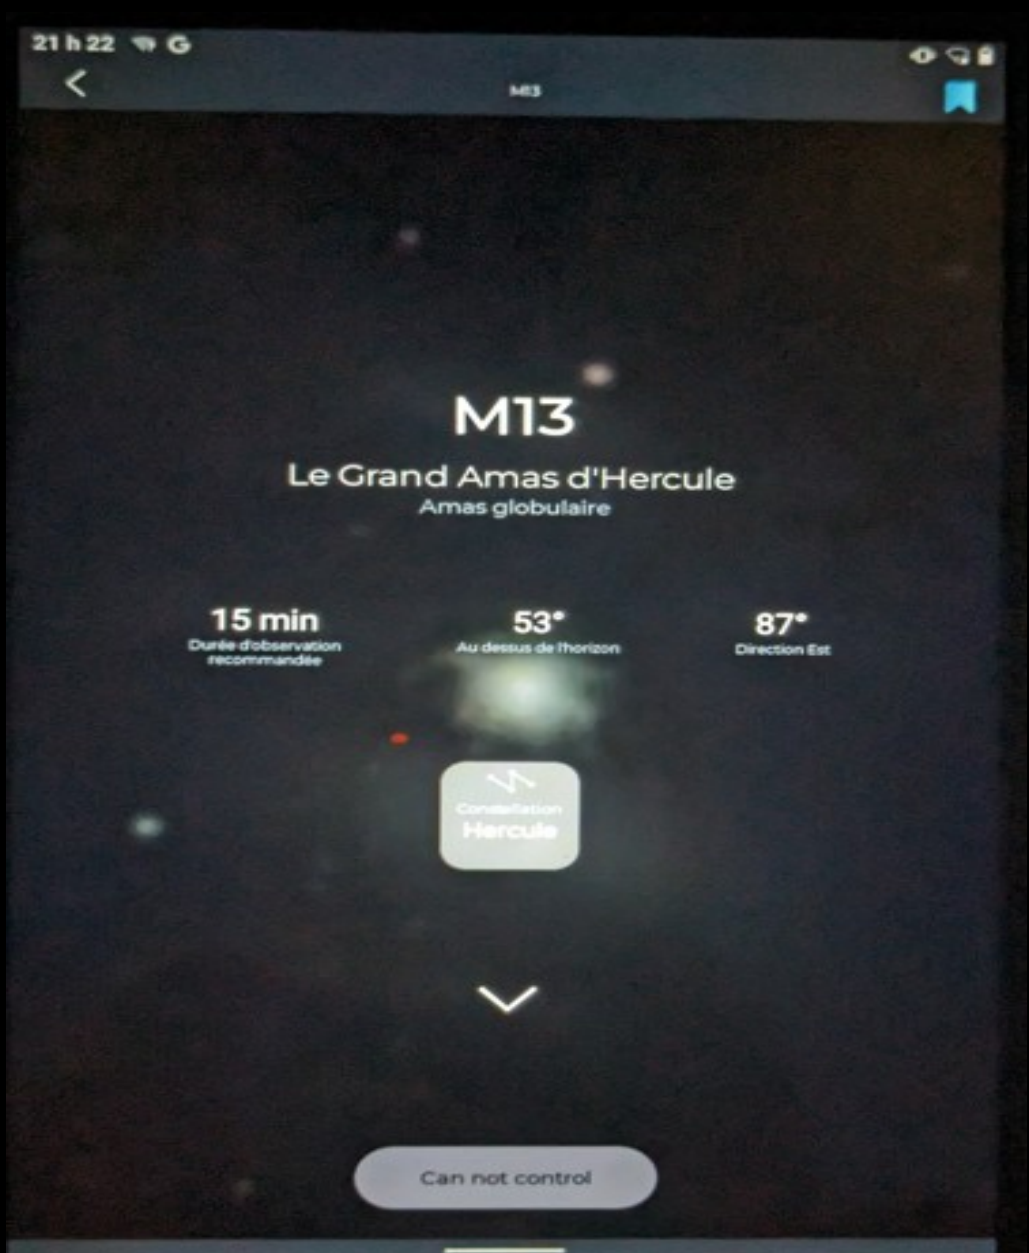 21 h 22 G
M13
M13
Le Grand Amas d'Hercule
Amas globulaire
15 min
Durée d'observation
recommandée
53°
Au dessus de l'horizon
87°
Direction Est
Constellation
Hercule
Can not control